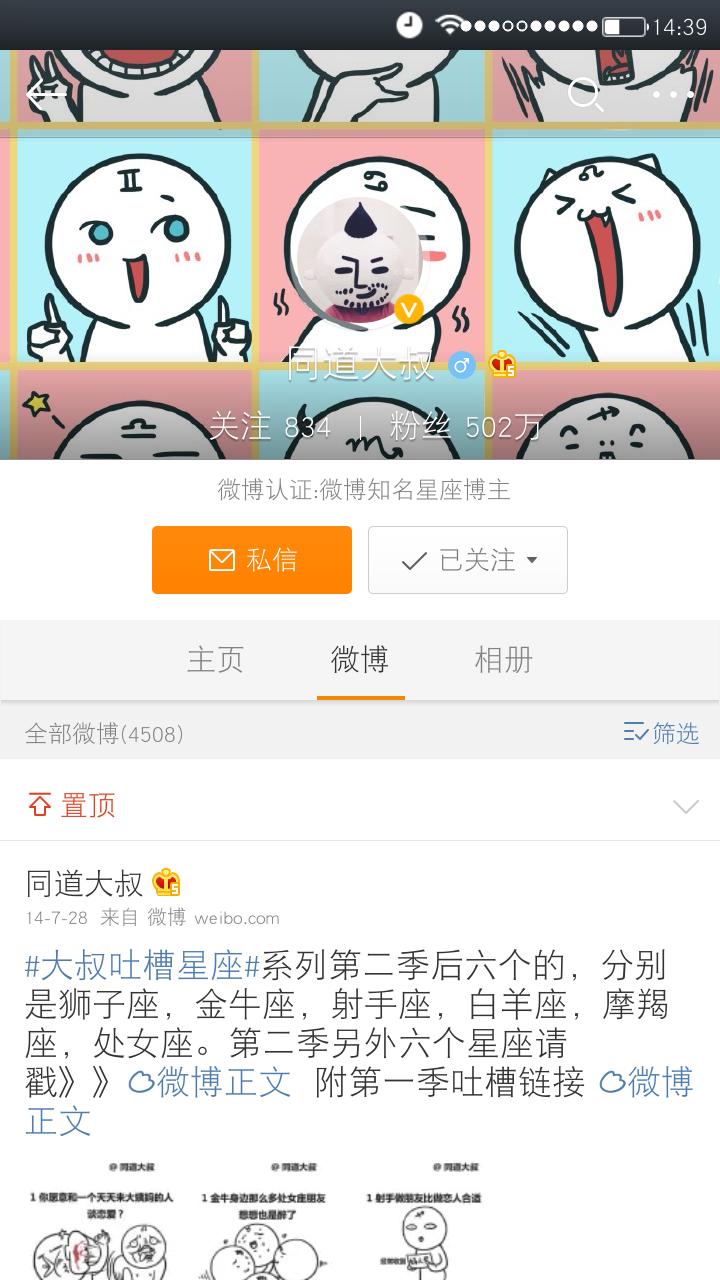 14:39
同道大叔
关注 834 | 粉丝 502万
微博认证:微博知名星座博主
私信
已关注
主页
微博
相册
全部微博(4508)
筛选
置顶
同道大叔
14-7-28 来自 微博 weibo.com
#大叔吐槽星座#系列第二季后六个的，分别
是狮子座，金牛座，射手座，白羊座，摩羯
座，处女座。第二季另外六个星座请
戳》》微博正文 附第一季吐槽链接 微博
正文
@ 同道大叔
@ 同道大叔
@ 同道大叔
1 你愿意和一个天天来大姨妈的人
谈恋爱？
1 金牛身边那么多处女座朋友
想想也是醉了
1 射手做朋友比做恋人合适